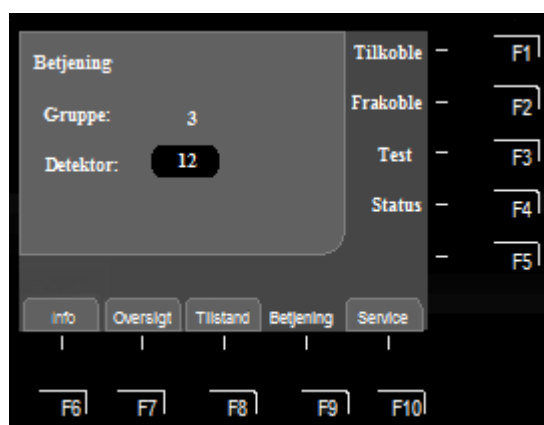 Betjening
Gruppe: 3
Detektor: 12
Tilkoble – F1
Frakoble – F2
Test – F3
Status – F4
– F5
Info Oversigt Tilstand Betjening Service
F6 F7 F8 F9 F10